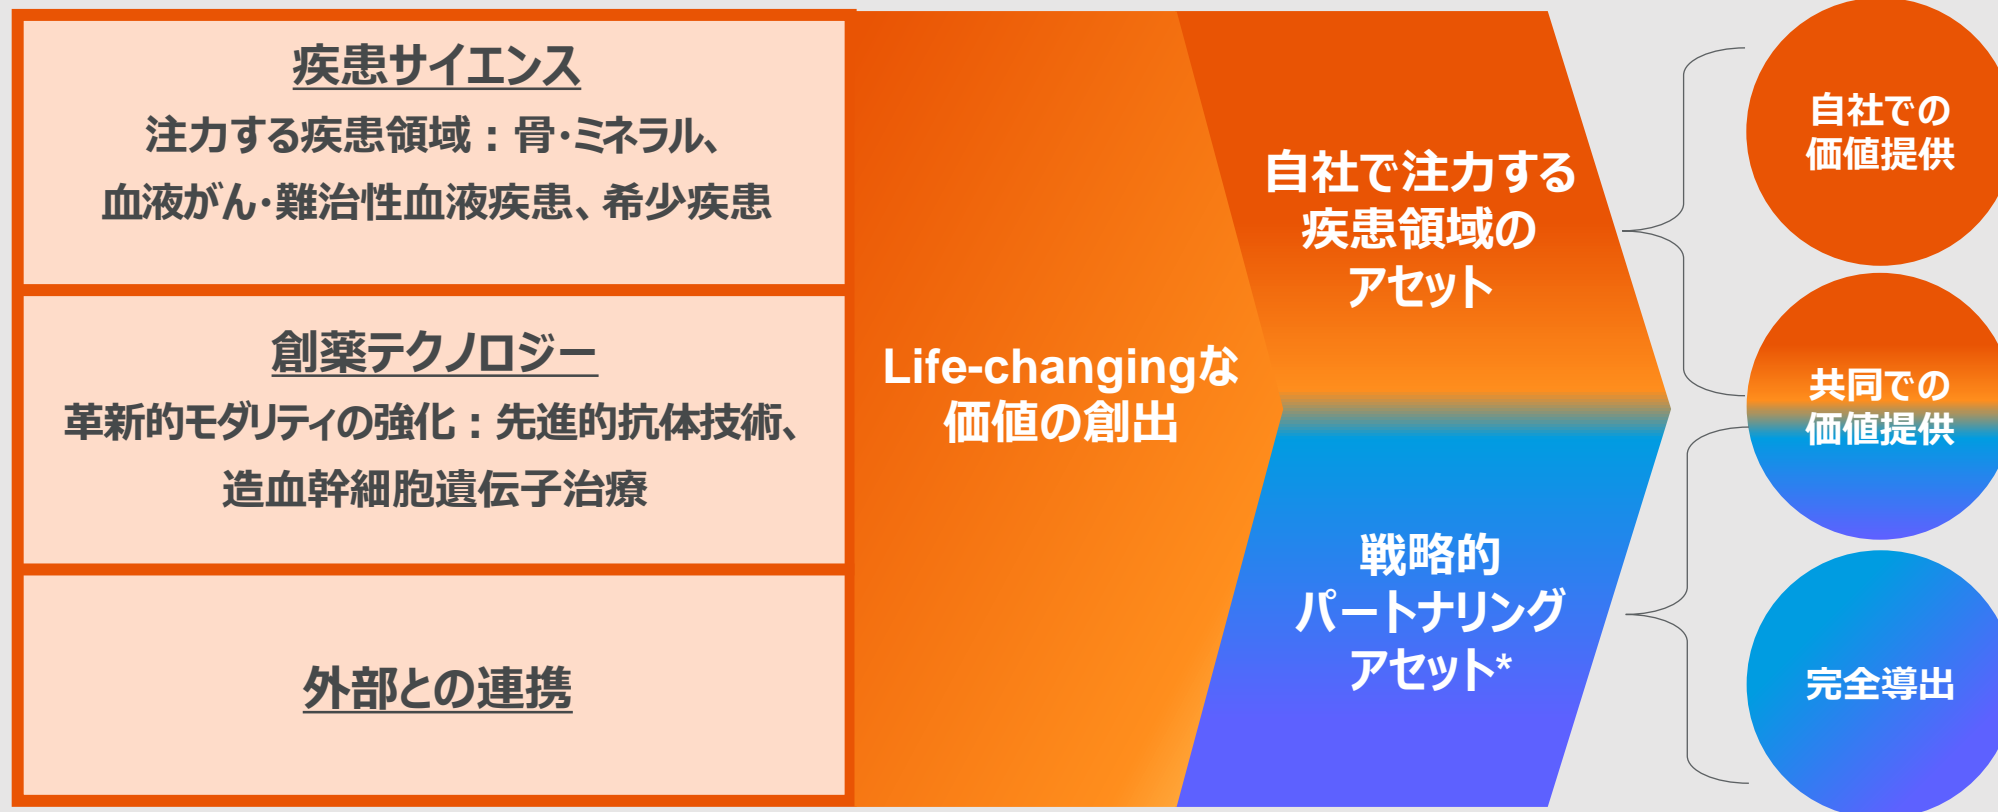 疾患サイエンス
注力する疾患領域：骨・ミネラル、
血液がん・難治性血液疾患、希少疾患
創薬テクノロジー
革新的モダリティの強化：先進的抗体技術、
造血幹細胞遺伝子治療
外部との連携
Life-changingな
価値の創出
自社で注力する
疾患領域の
アセット
戦略的
パートナリング
アセット*
自社での
価値提供
共同での
価値提供
完全導出